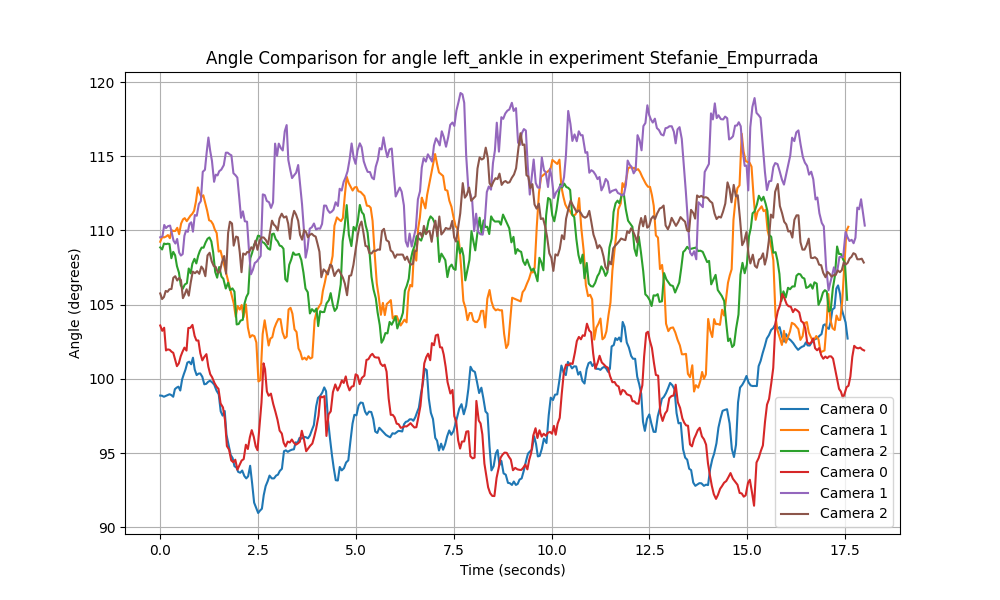 Angle Comparison for angle left_ankle in experiment Stefanie_Empurrada
Angle (degrees)
120
115
110
105
100
95
90
0.0 2.5 5.0 7.5 10.0 12.5 15.0 17.5
Time (seconds)
Camera 0
Camera 1
Camera 2
Camera 0
Camera 1
Camera 2